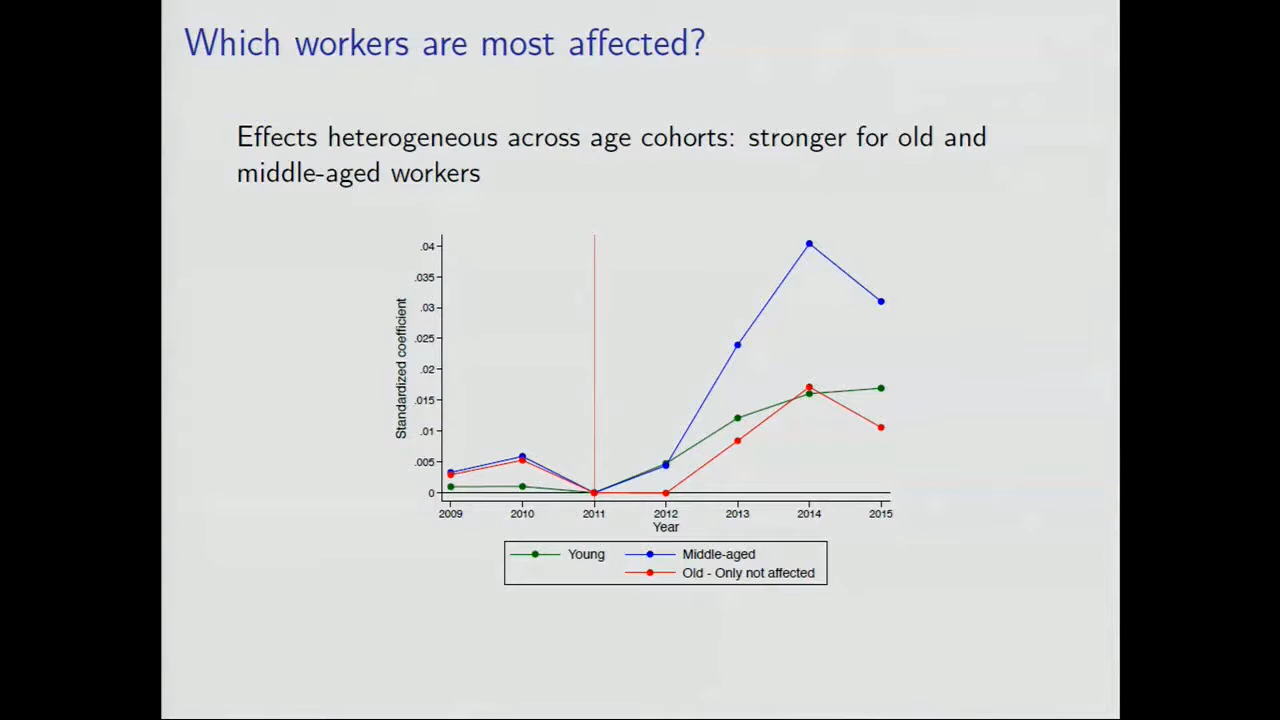 Which workers are most affected?
Effects heterogeneous across age cohorts: stronger for old and
middle-aged workers
.04
.035
.03
.025
.02
.015
.01
.005
0
Standardized coefficient
2009 2010 2011 2012 2013 2014 2015
Year
Young Middle-aged
Old - Only not affected